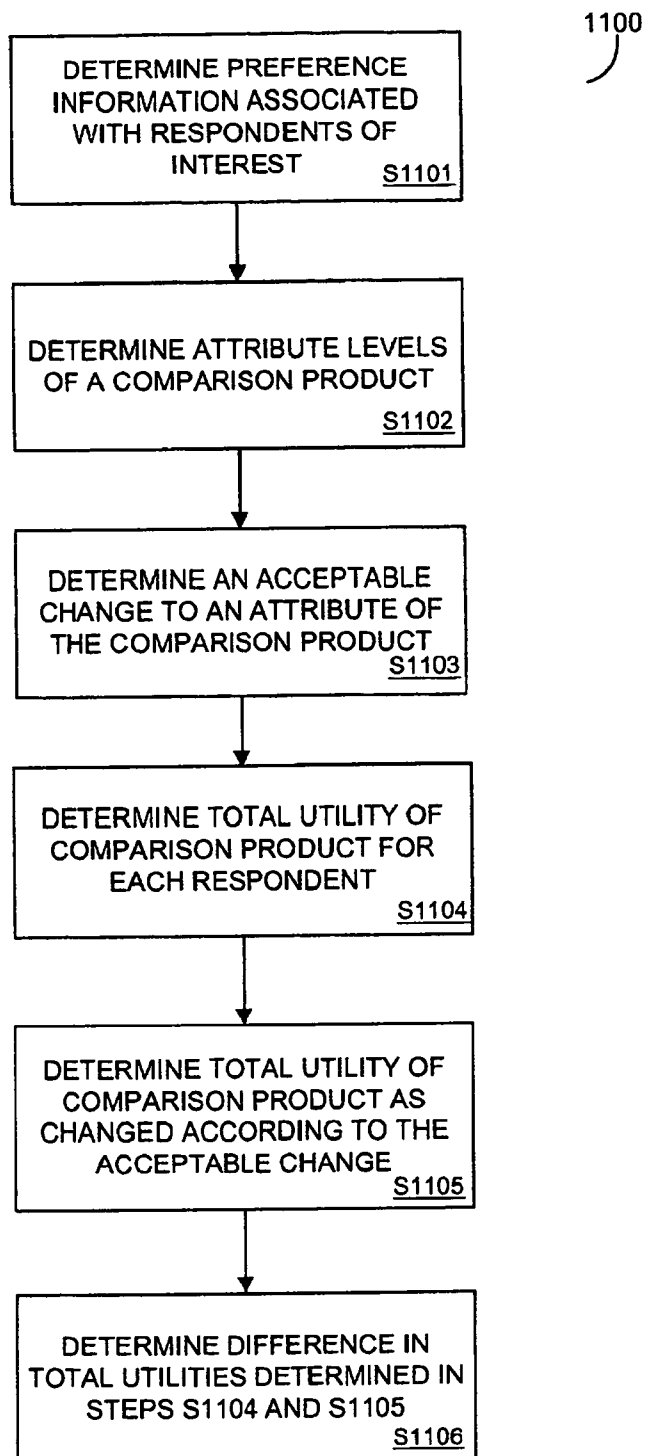 1100
DETERMINE PREFERENCE
INFORMATION ASSOCIATED
WITH RESPONDENTS OF
INTEREST
S1101
DETERMINE ATTRIBUTE LEVELS
OF A COMPARISON PRODUCT
S1102
DETERMINE AN ACCEPTABLE
CHANGE TO AN ATTRIBUTE OF
THE COMPARISON PRODUCT
S1103
DETERMINE TOTAL UTILITY OF
COMPARISON PRODUCT FOR
EACH RESPONDENT
S1104
DETERMINE TOTAL UTILITY OF
COMPARISON PRODUCT AS
CHANGED ACCORDING TO THE
ACCEPTABLE CHANGE
S1105
DETERMINE DIFFERENCE IN
TOTAL UTILITIES DETERMINED IN
STEPS S1104 AND S1105
S1106